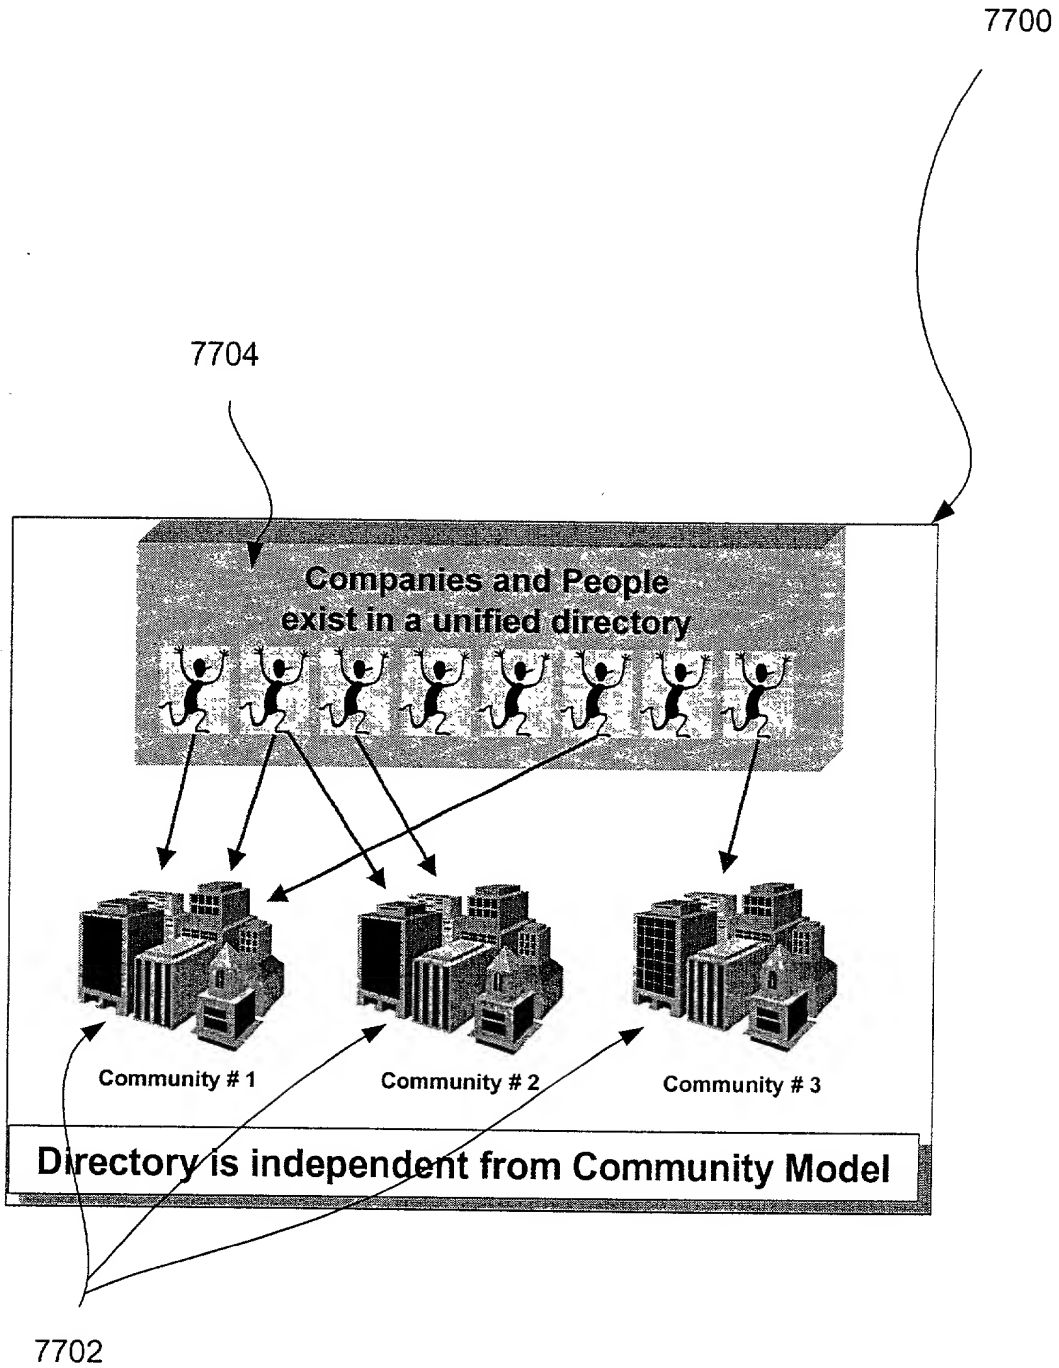 7700
7704
Companies and People
exist in a unified directory
Community # 1
Community # 2
Community # 3
Directory is independent from Community Model
7702